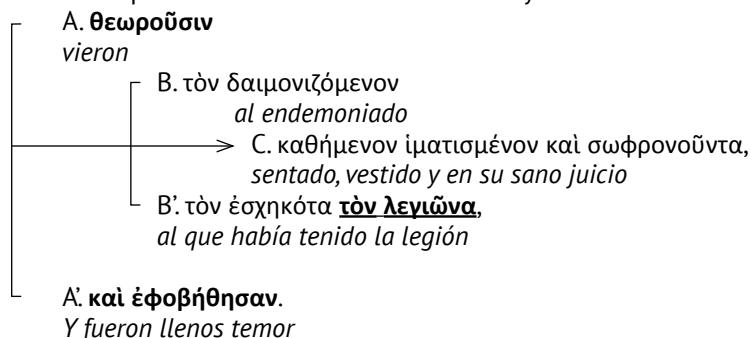 A. θεωροῦσιν
vieron
B. τὸν δαιμονιζόμενον
al endemoniado
C. καθήμενον ἱματισμένον καὶ σωφρονοῦντα,
sentado, vestido y en su sano juicio
B’. τὸν ἐσχηκότα τὸν λεγιῶνα,
al que había tenido la legión
A’. καὶ ἐφοβήθησαν.
Y fueron llenos temor